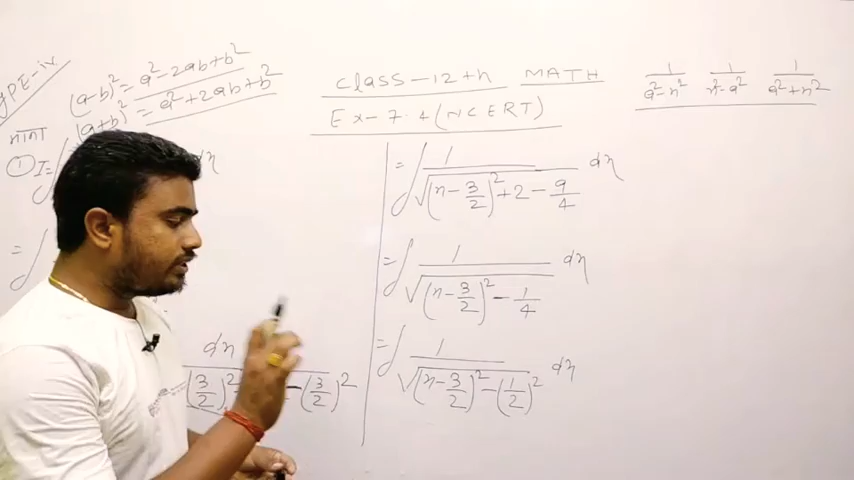 TYPE-iv
(a-b)² = a²-2ab+b²
(a+b)² = a²+2ab+b²
माना
① I=∫ dx
=∫
dx
(3/2)² -(3/2)²
Class-12th MATH
Ex-7.4(NCERT)
=∫ 1/√((x-3/2)²+2-9/4) dx
=∫ 1/√((x-3/2)²-1/4) dx
=∫ 1/√((x-3/2)²-(1/2)²) dx
1/(a²-x²) 1/(x²-a²) 1/(a²+x²)